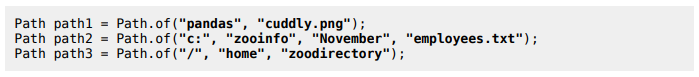 Path path1 = Path.of("pandas", "cuddly.png");
Path path2 = Path.of("c:", "zooinfo", "November", "employees.txt");
Path path3 = Path.of("/", "home", "zoodirectory");